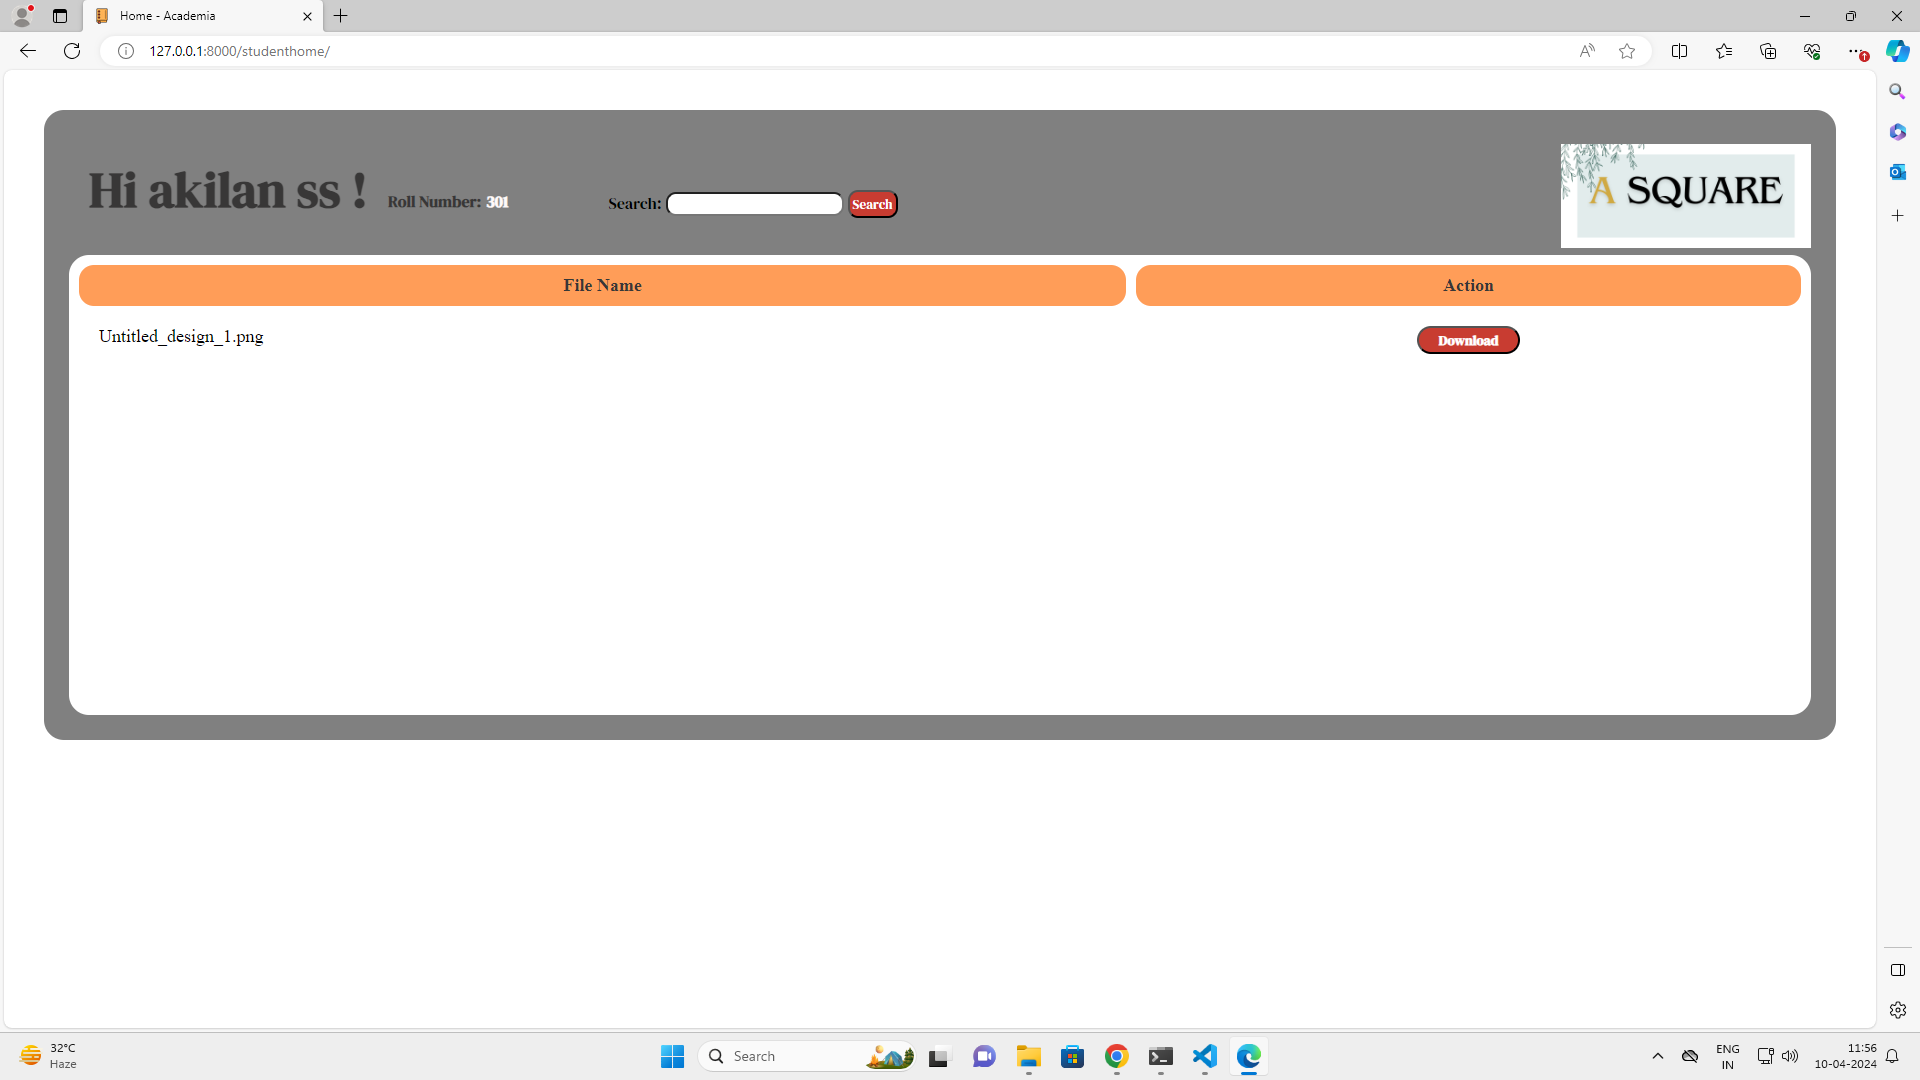 Home - Academia
127.0.0.1:8000/studenthome/
Hi akilan ss !
Roll Number: 301
Search:
Search
A SQUARE
File Name
Action
Untitled_design_1.png
Download
32°C
Haze
Search
ENG
IN
11:56
10-04-2024